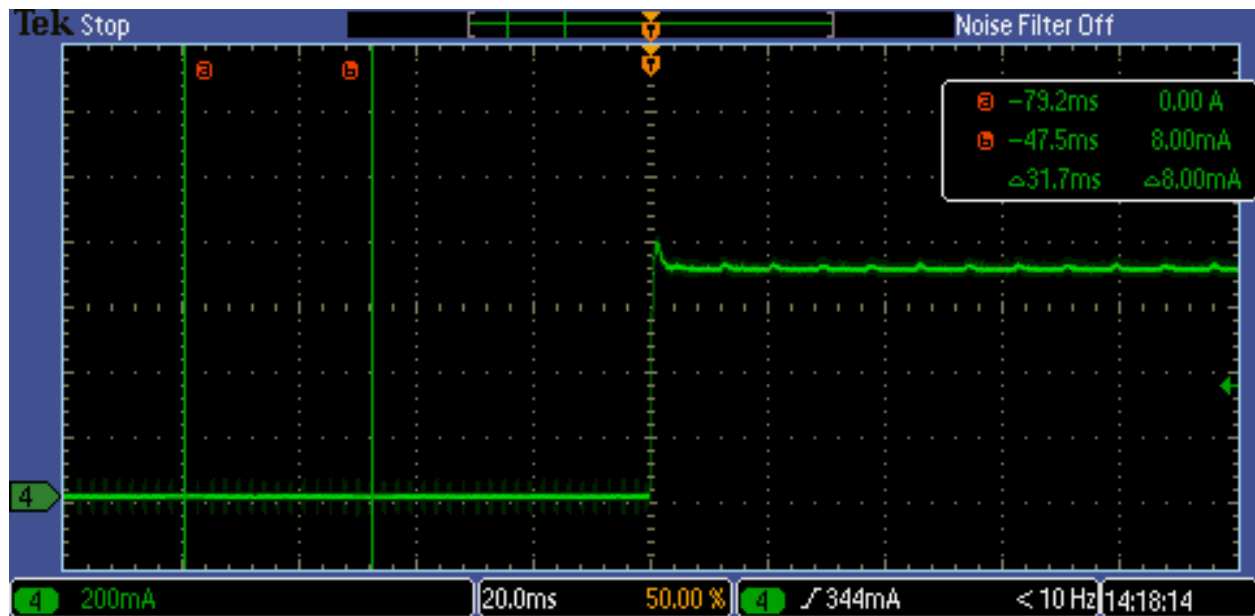 Tek Stop
T
Noise Filter Off
T
a b
a -79.2ms 0.00 A
b -47.5ms 8.00mA
△31.7ms △8.00mA
4
4 200mA 20.0ms 50.00 % 4 ∫344mA <10 Hz 14:18:14